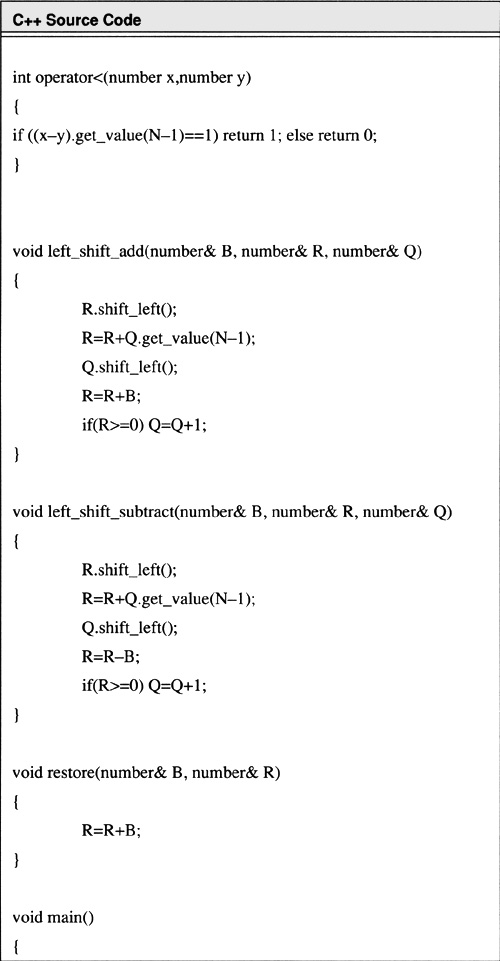 C++ Source Code
int operator<(number x,number y)
{
if ((x–y).get_value(N–1)==1) return 1; else return 0;
}
void left_shift_add(number& B, number& R, number& Q)
{
R.shift_left();
R=R+Q.get_value(N–1);
Q.shift_left();
R=R+B;
if(R>=0) Q=Q+1;
}
void left_shift_subtract(number& B, number& R, number& Q)
{
R.shift_left();
R=R+Q.get_value(N–1);
Q.shift_left();
R=R–B;
if(R>=0) Q=Q+1;
}
void restore(number& B, number& R)
{
R=R+B;
}
void main()
{